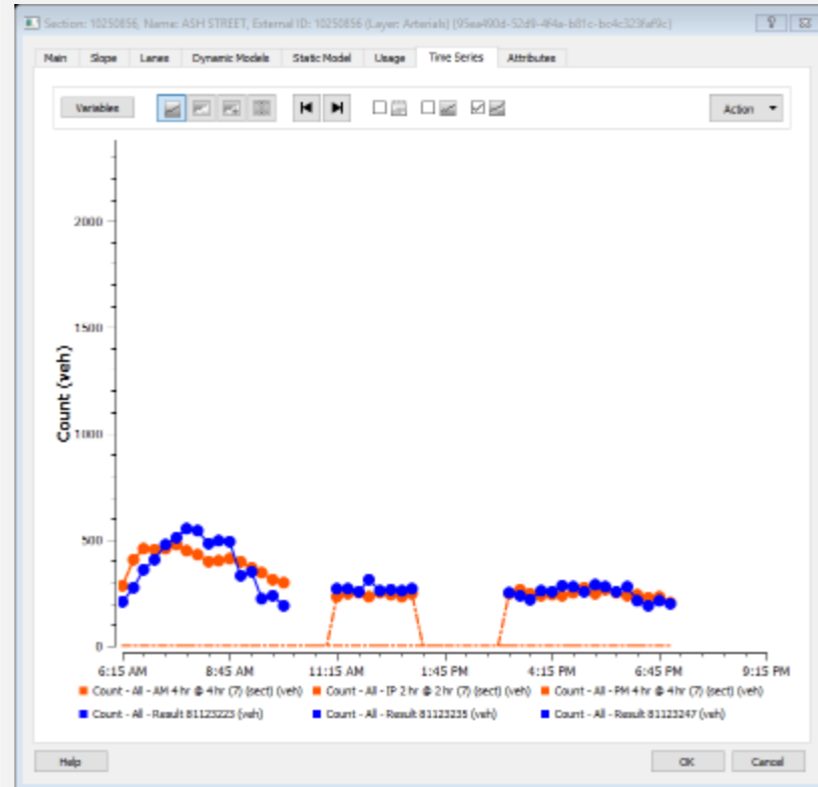 Section: 10250856, Name: ASH STREET, External ID: 10250856 (Layer: Arterials) (95ea490d-52d9-4f4a-b81c-bc4c323faf9c)
Main Slope Lanes Dynamic Models Static Model Usage Time Series Attributes
Variables Action
2000
1500
1000
500
0
Count (veh)
6:15 AM 8:45 AM 11:15 AM 1:45 PM 4:15 PM 6:45 PM 9:15 PM
Count - All - AM 4 hr @ 4 hr (7) (sect) (veh) Count - All - IP 2 hr @ 2 hr (7) (sect) (veh) Count - All - PM 4 hr @ 4 hr (7) (sect) (veh)
Count - All - Result 81123223 (veh) Count - All - Result 81123235 (veh) Count - All - Result 81123247 (veh)
Help OK Cancel